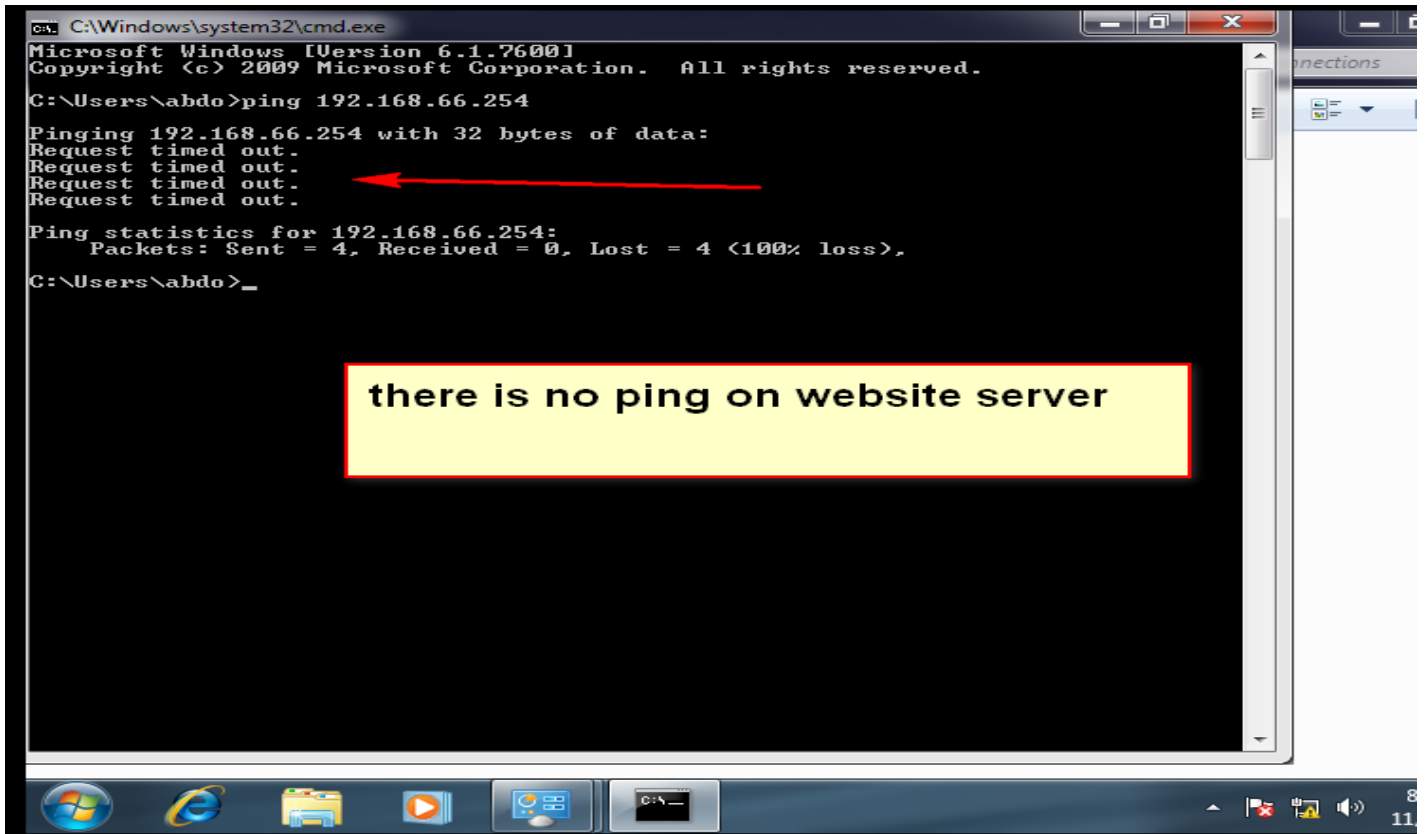 C:\Windows\system32\cmd.exe
Microsoft Windows [Version 6.1.7600]
Copyright (c) 2009 Microsoft Corporation.  All rights reserved.
C:\Users\abdo>ping 192.168.66.254
Pinging 192.168.66.254 with 32 bytes of data:
Request timed out.
Request timed out.
Request timed out.
Request timed out.
Ping statistics for 192.168.66.254:
    Packets: Sent = 4, Received = 0, Lost = 4 (100% loss),
C:\Users\abdo>_
there is no ping on website server
nnections
C:\_
8
11